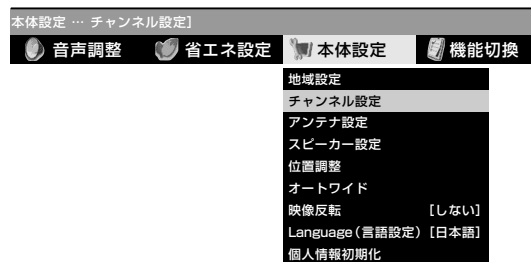 本体設定 … チャンネル設定］
音声調整 省エネ設定 本体設定 機能切換
地域設定
チャンネル設定
アンテナ設定
スピーカー設定
位置調整
オートワイド
映像反転 ［しない］
Language（言語設定）［日本語］
個人情報初期化